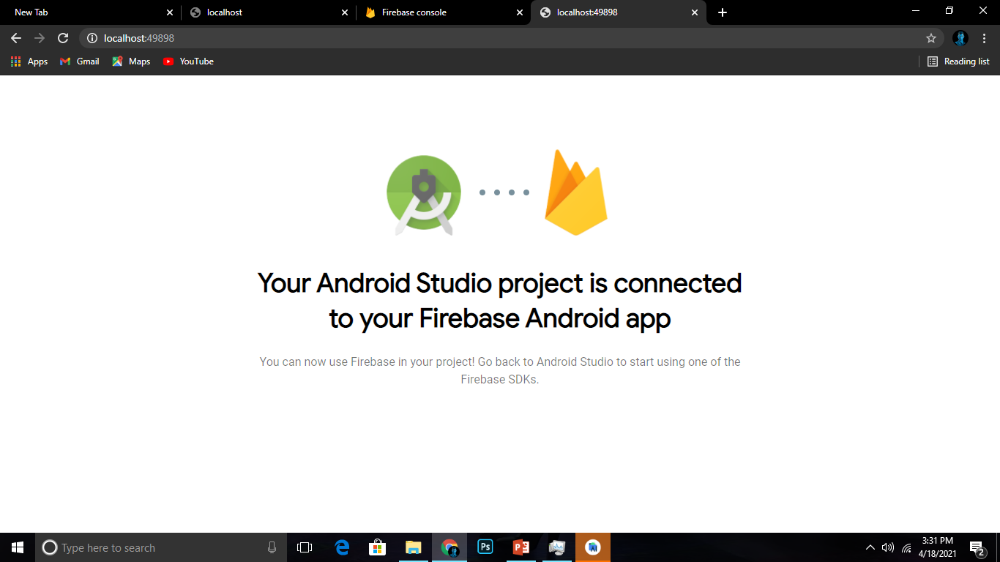 New Tab
localhost
Firebase console
localhost:49898
localhost:49898
Apps
Gmail
Maps
YouTube
Reading list
Your Android Studio project is connected
to your Firebase Android app
You can now use Firebase in your project! Go back to Android Studio to start using one of the
Firebase SDKs.
Type here to search
Ps
P
3:31 PM
4/18/2021
2